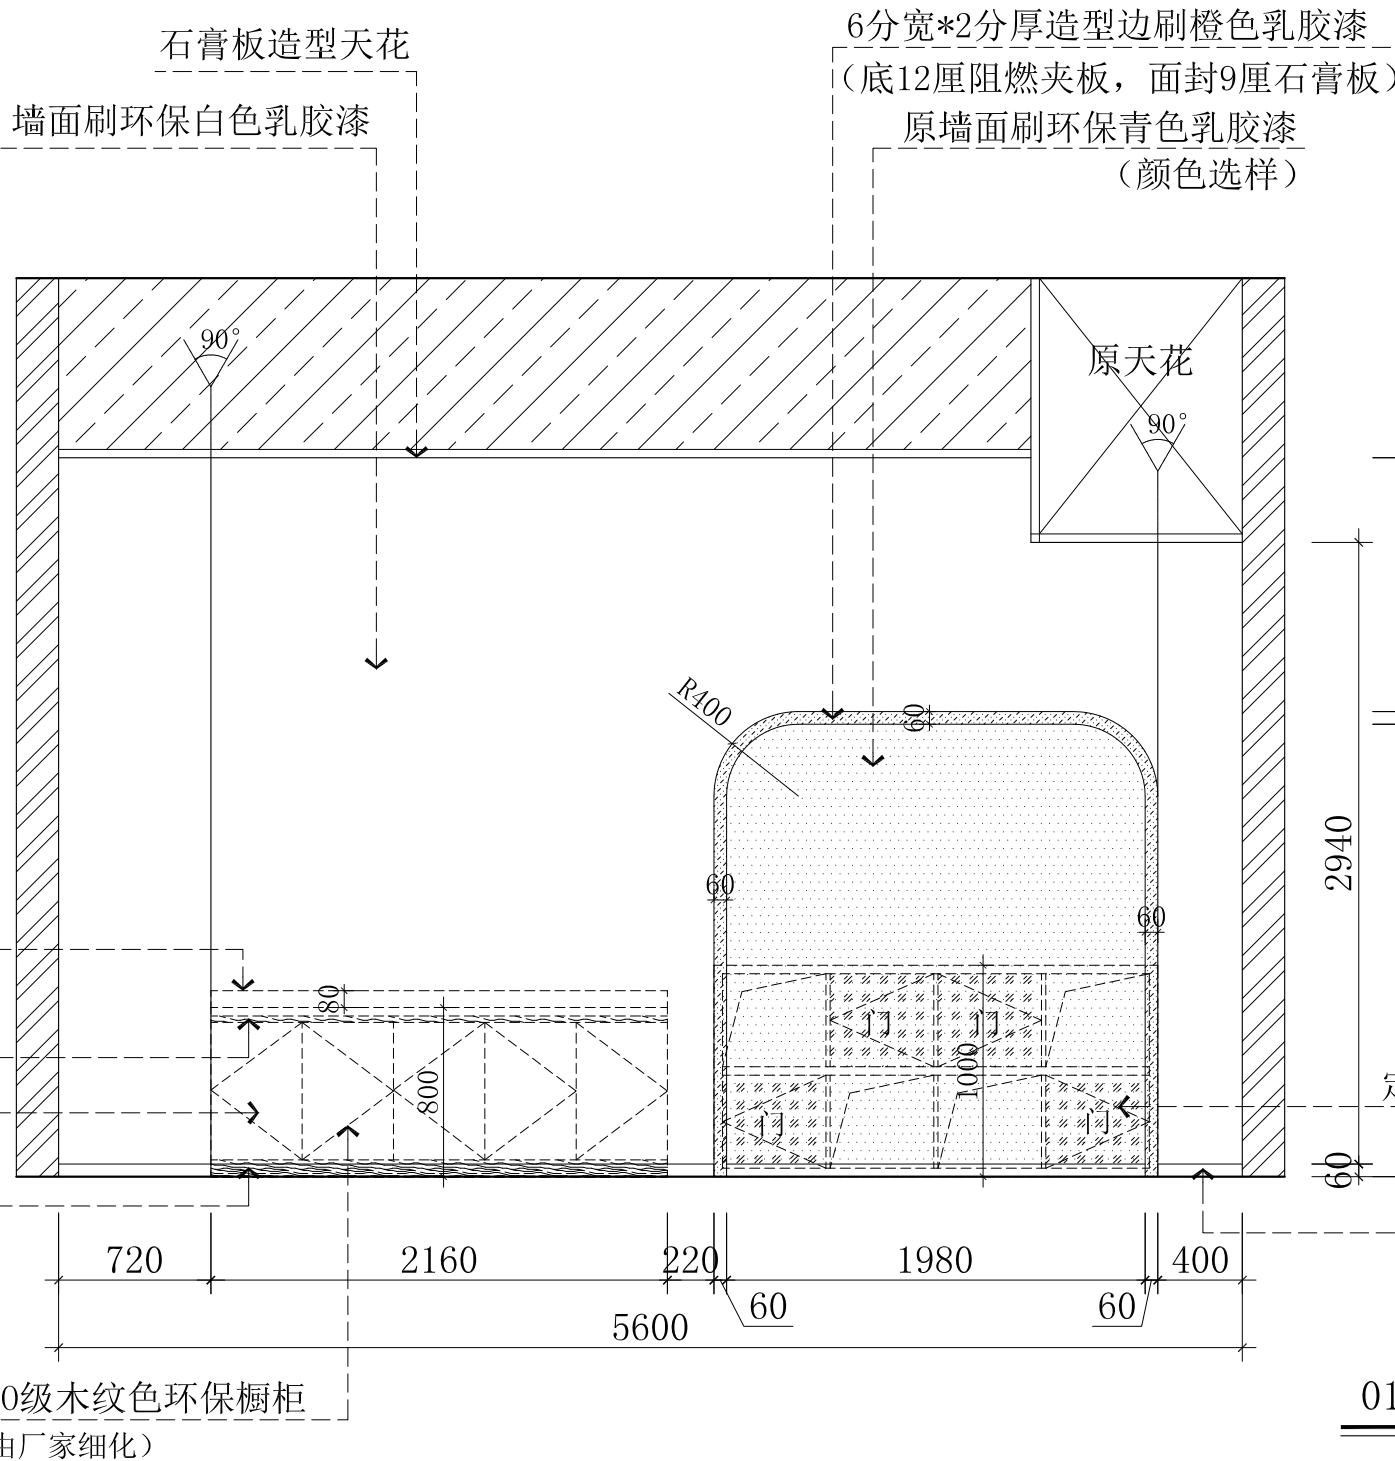 石膏板造型天花
6分宽*2分厚造型边刷橙色乳胶漆
（底12厘阻燃夹板，面封9厘石膏板）
墙面刷环保白色乳胶漆
原墙面刷环保青色乳胶漆
（颜色选样）
90°
原天花
90°
R400
60
2940
60
60
80
门
门
1000
800
门
门
定
60
720
2160
220
1980
400
60
60
5600
0级木纹色环保橱柜
由厂家细化）
01